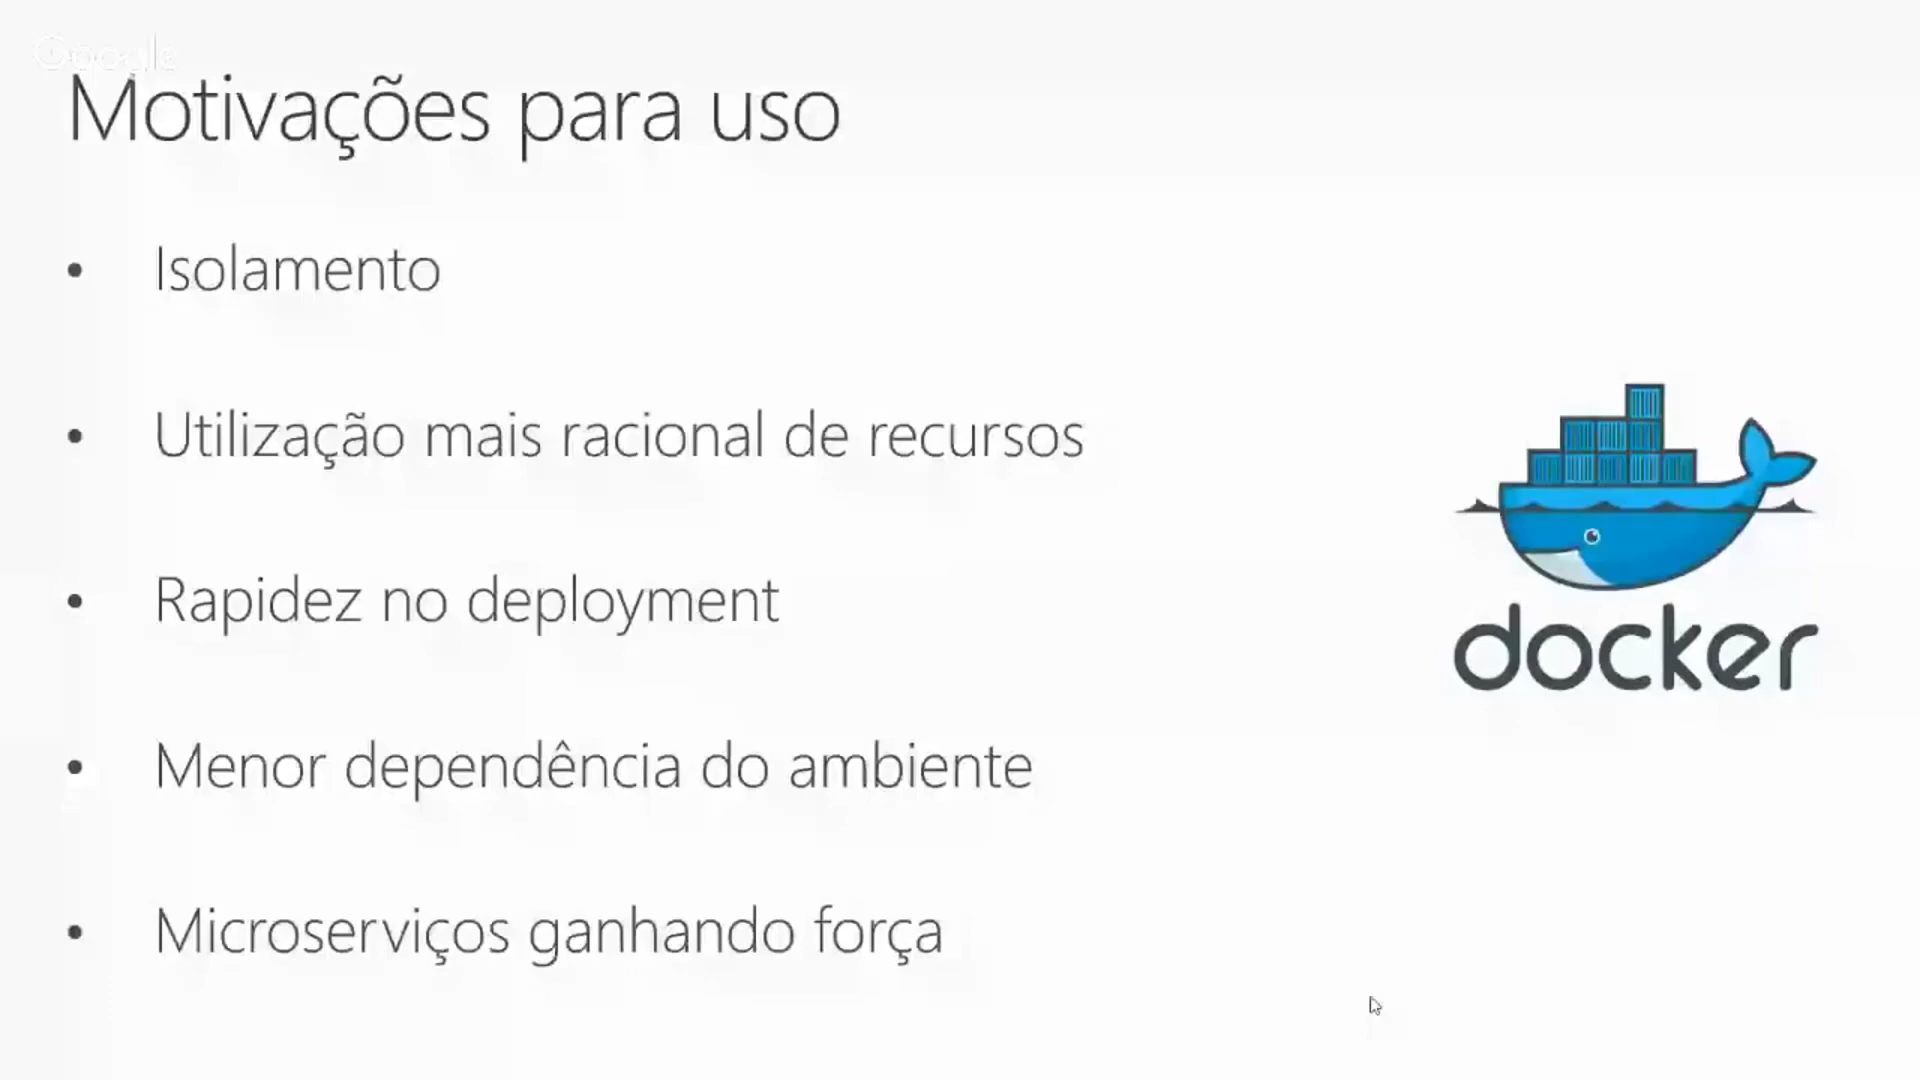 Google
Motivações para uso
• Isolamento
• Utilização mais racional de recursos
• Rapidez no deployment
• Menor dependência do ambiente
• Microserviços ganhando força
docker